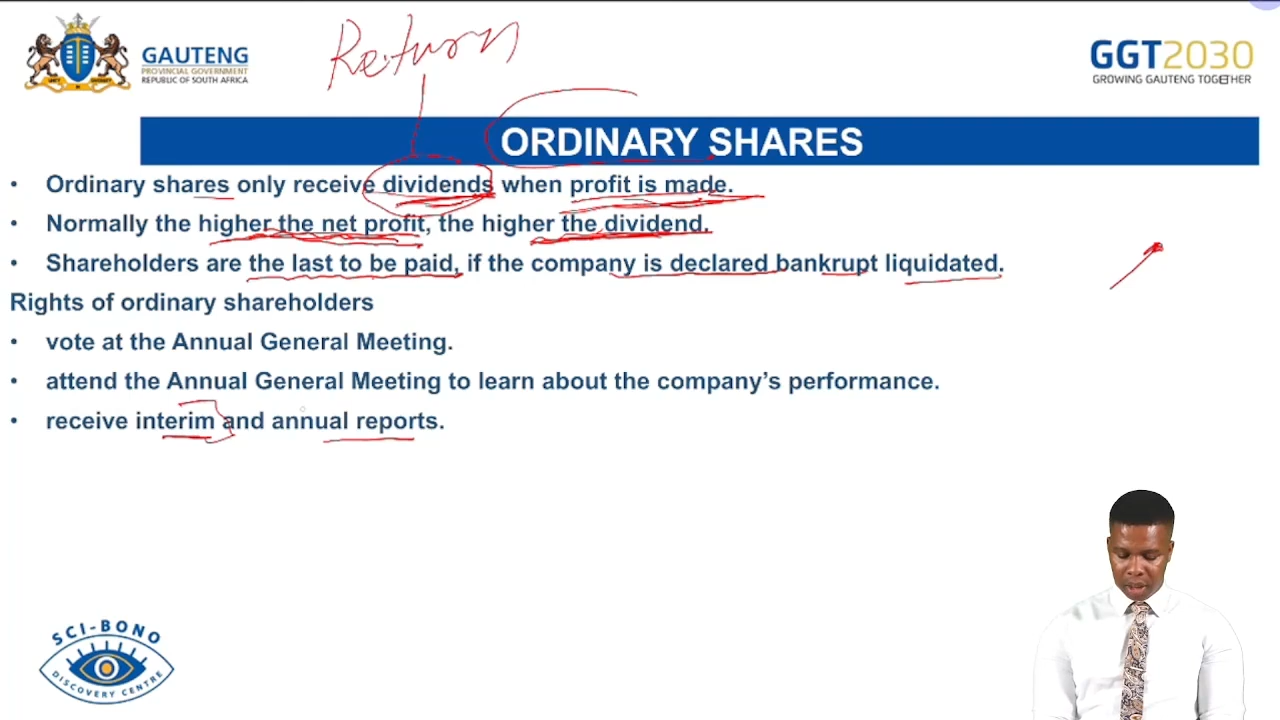 Return
GAUTENG
PROVINCIAL GOVERNMENT
REPUBLIC OF SOUTH AFRICA
GGT2030
GROWING GAUTENG TOGETHER
ORDINARY SHARES
• Ordinary shares only receive dividends when profit is made.
• Normally the higher the net profit, the higher the dividend.
• Shareholders are the last to be paid, if the company is declared bankrupt liquidated.
Rights of ordinary shareholders
• vote at the Annual General Meeting.
• attend the Annual General Meeting to learn about the company’s performance.
• receive interim and annual reports.
SCI-BONO
DISCOVERY CENTRE